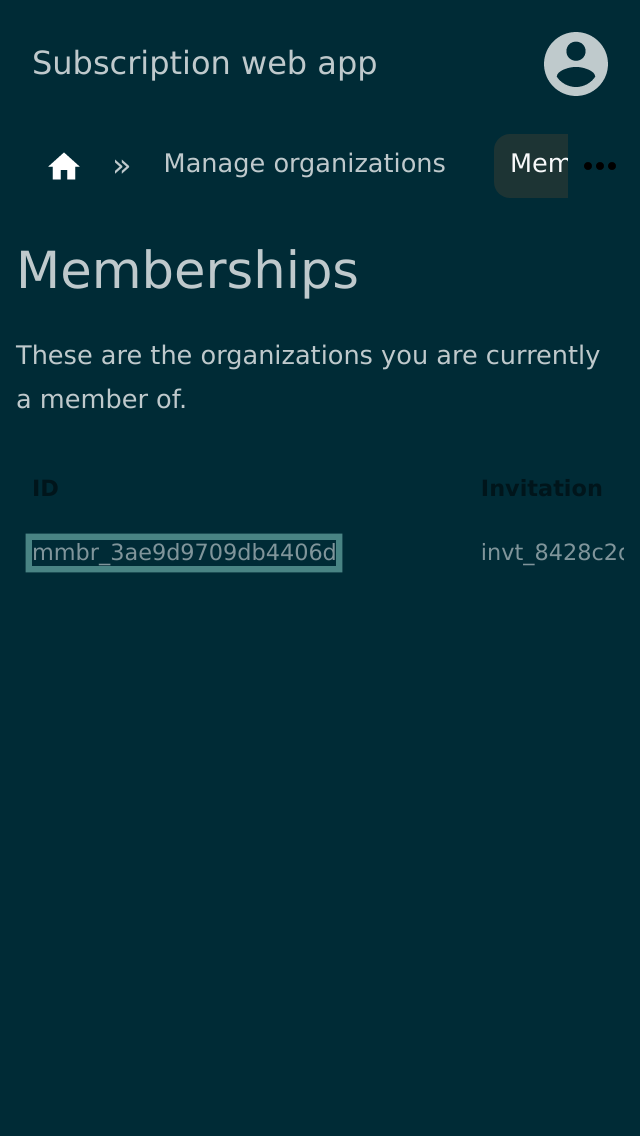 Subscription web app
» Manage organizations Mem
Memberships
These are the organizations you are currently
a member of.
ID Invitation
mmbr_3ae9d9709db4406d invt_8428c2